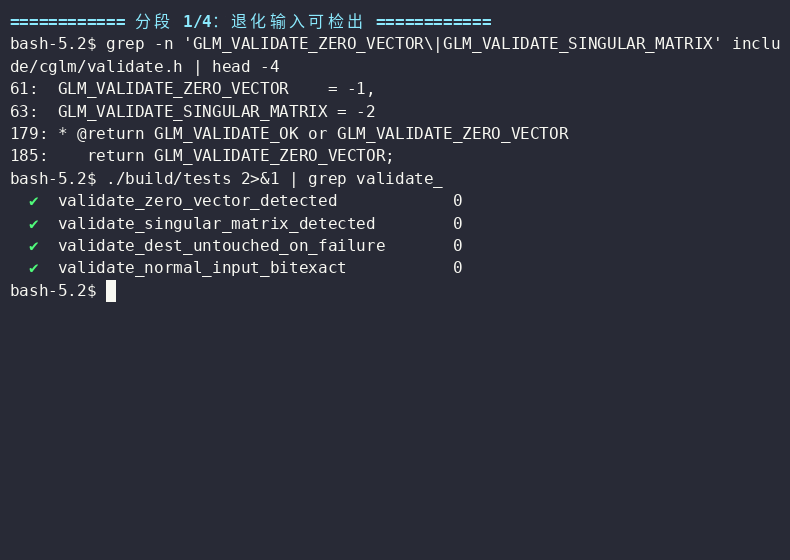 ============ 分段 1/4: 退化输入可检出 ============
bash-5.2$ grep -n 'GLM_VALIDATE_ZERO_VECTOR\|GLM_VALIDATE_SINGULAR_MATRIX' inclu
de/cglm/validate.h | head -4
61:  GLM_VALIDATE_ZERO_VECTOR    = -1,
63:  GLM_VALIDATE_SINGULAR_MATRIX = -2
179: * @return GLM_VALIDATE_OK or GLM_VALIDATE_ZERO_VECTOR
185:    return GLM_VALIDATE_ZERO_VECTOR;
bash-5.2$ ./build/tests 2>&1 | grep validate_
  ✔  validate_zero_vector_detected            0
  ✔  validate_singular_matrix_detected        0
  ✔  validate_dest_untouched_on_failure       0
  ✔  validate_normal_input_bitexact           0
bash-5.2$